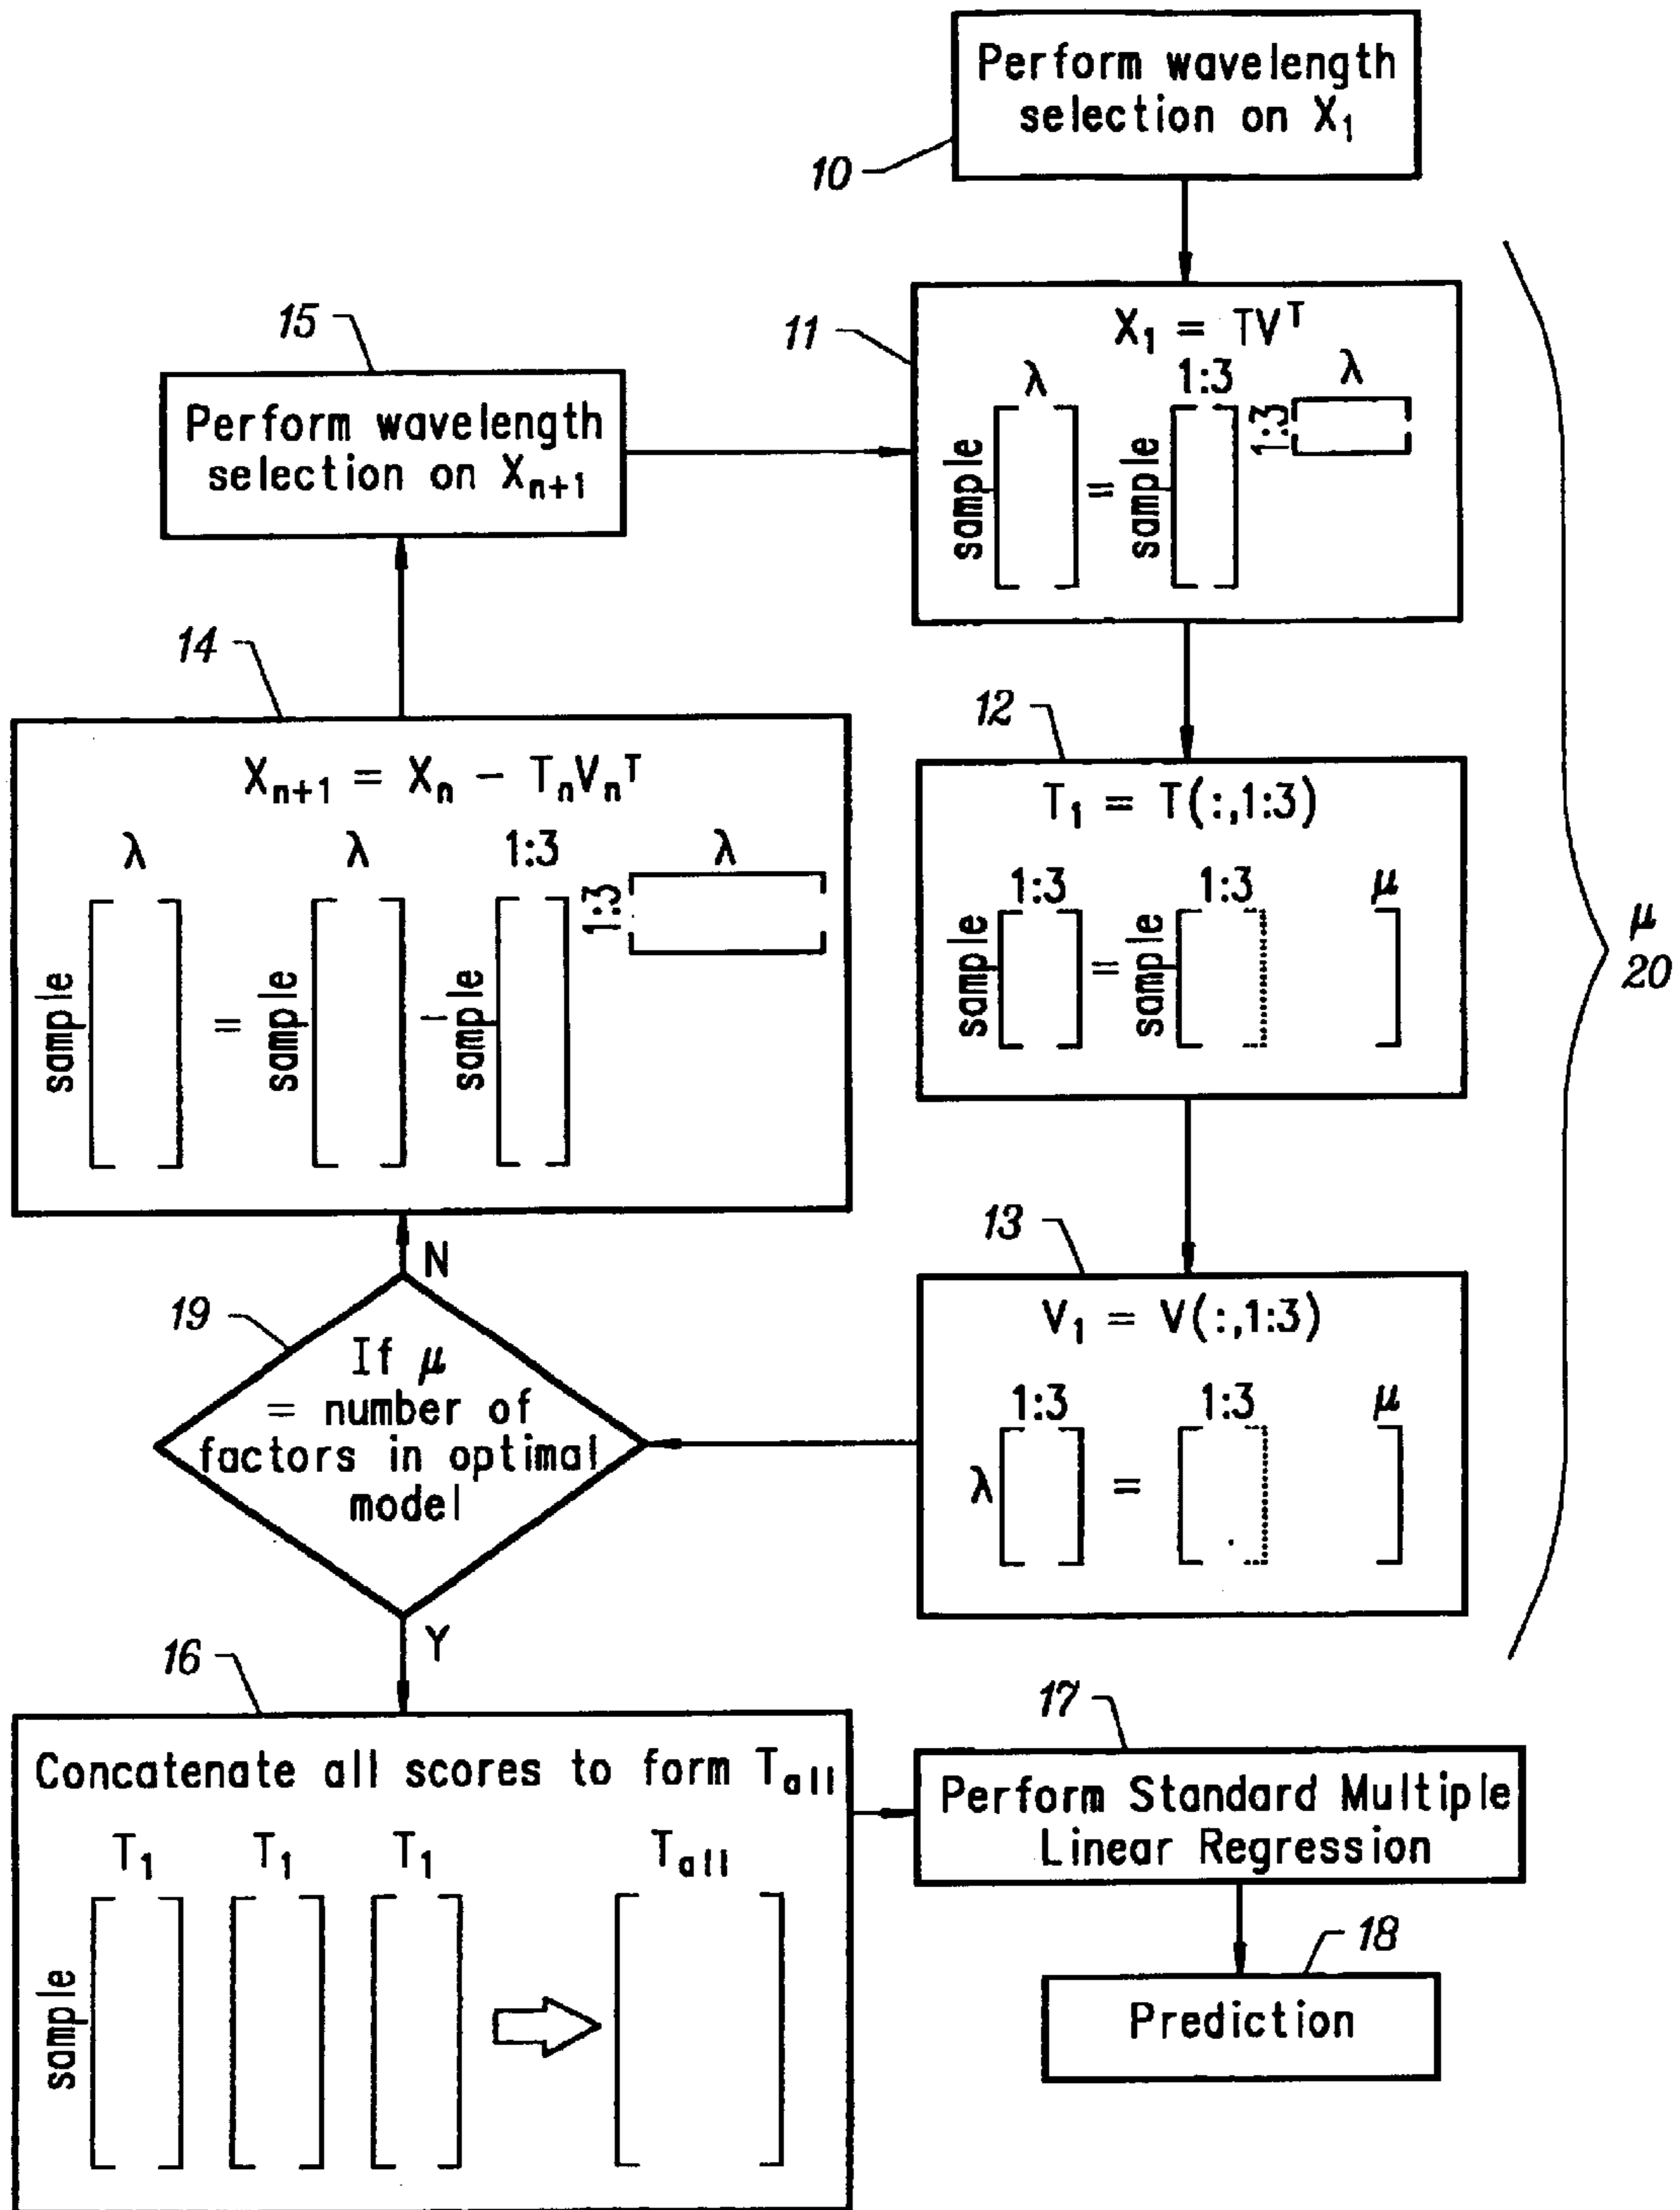 Perform wavelength
selection on X₁
10
15
Perform wavelength
selection on Xₙ₊₁
11
X₁ = TVᵀ
λ 1:3 λ
sample = sample 1:3
14
Xₙ₊₁ = Xₙ - TₙVₙᵀ
λ λ 1:3 λ
sample = sample - sample 1:3
12
T₁ = T(:,1:3)
1:3 1:3 μ
sample = sample
μ
20
13
V₁ = V(:,1:3)
1:3 1:3 μ
λ =
N
19
If μ
= number of
factors in optimal
model
Y
16
Concatenate all scores to form Tₐₗₗ
T₁ T₁ T₁ Tₐₗₗ
sample
17
Perform Standard Multiple
Linear Regression
18
Prediction